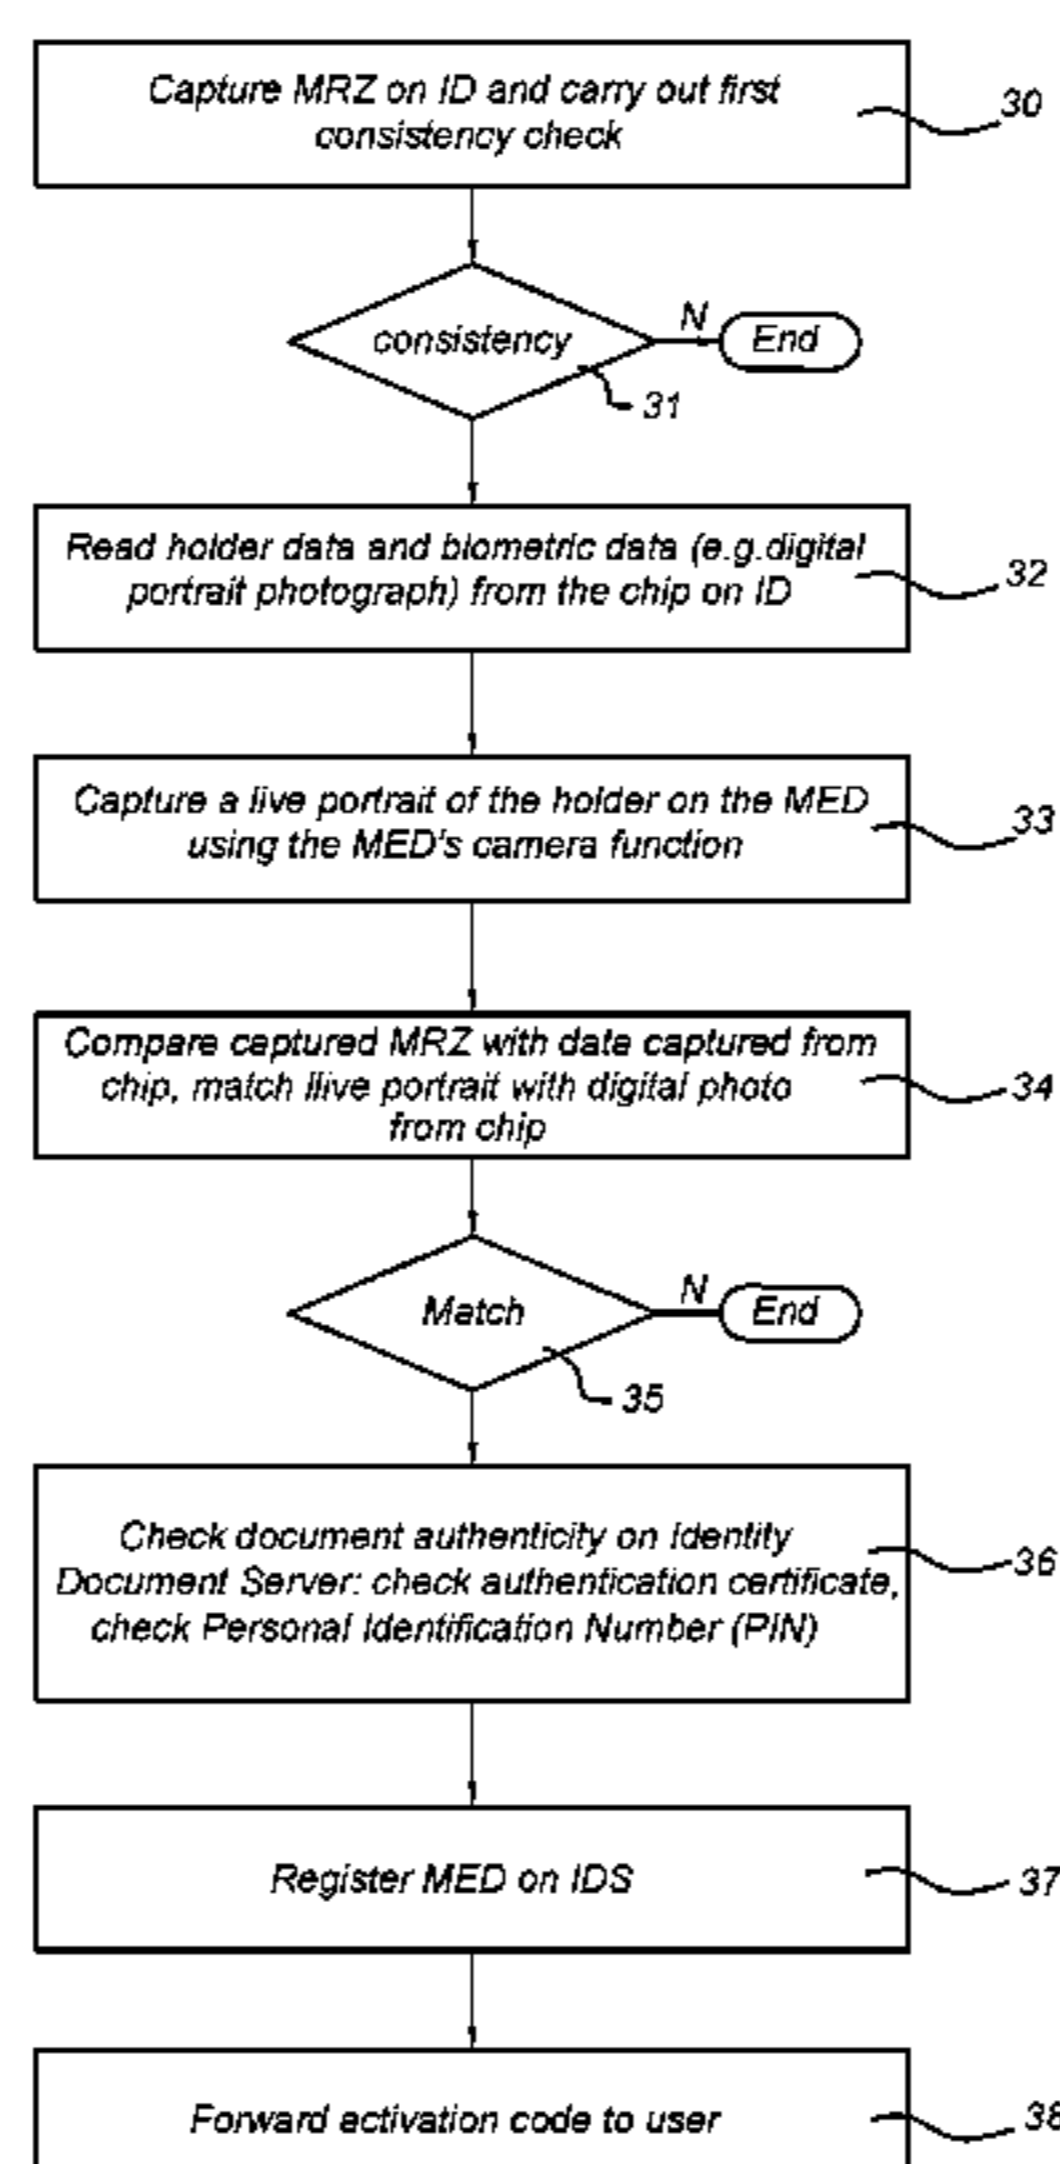 Capture MRZ on ID and carry out first
consistency check
30
consistency
N
End
31
Read holder data and biometric data (e.g.digital
portrait photograph) from the chip on ID
32
Capture a live portrait of the holder on the MED
using the MED's camera function
33
Compare captured MRZ with date captured from
chip, match llive portrait with digital photo
from chip
34
Match
N
End
35
Check document authenticity on Identity
Document Server: check authentication certificate,
check Personal Identification Number (PIN)
36
Register MED on IDS
37
Forward activation code to user
38